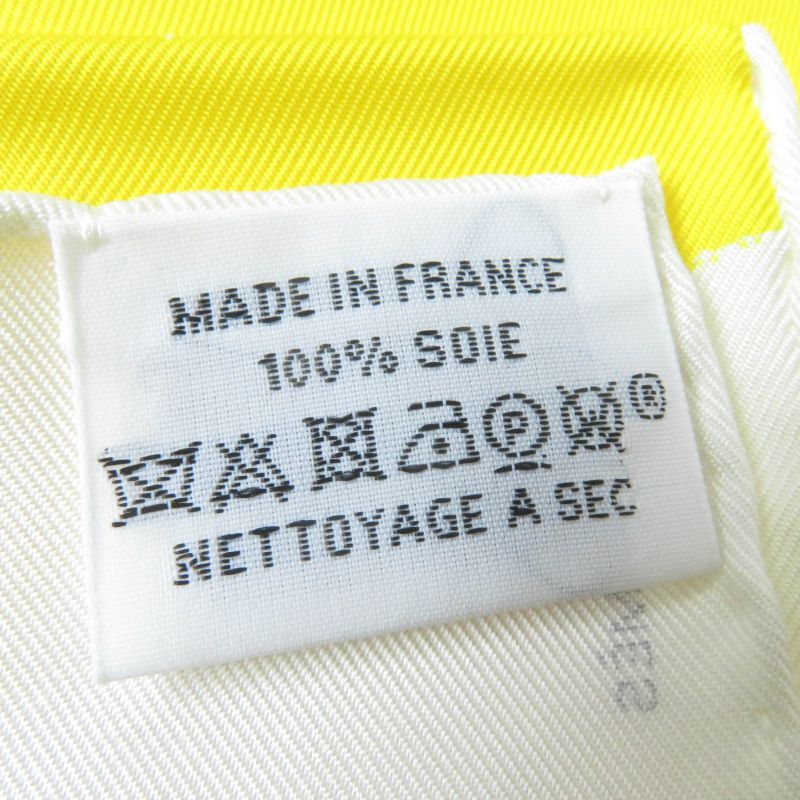 MADE IN FRANCE
100% SOIE
P W ®
NETTOYAGE A SEC